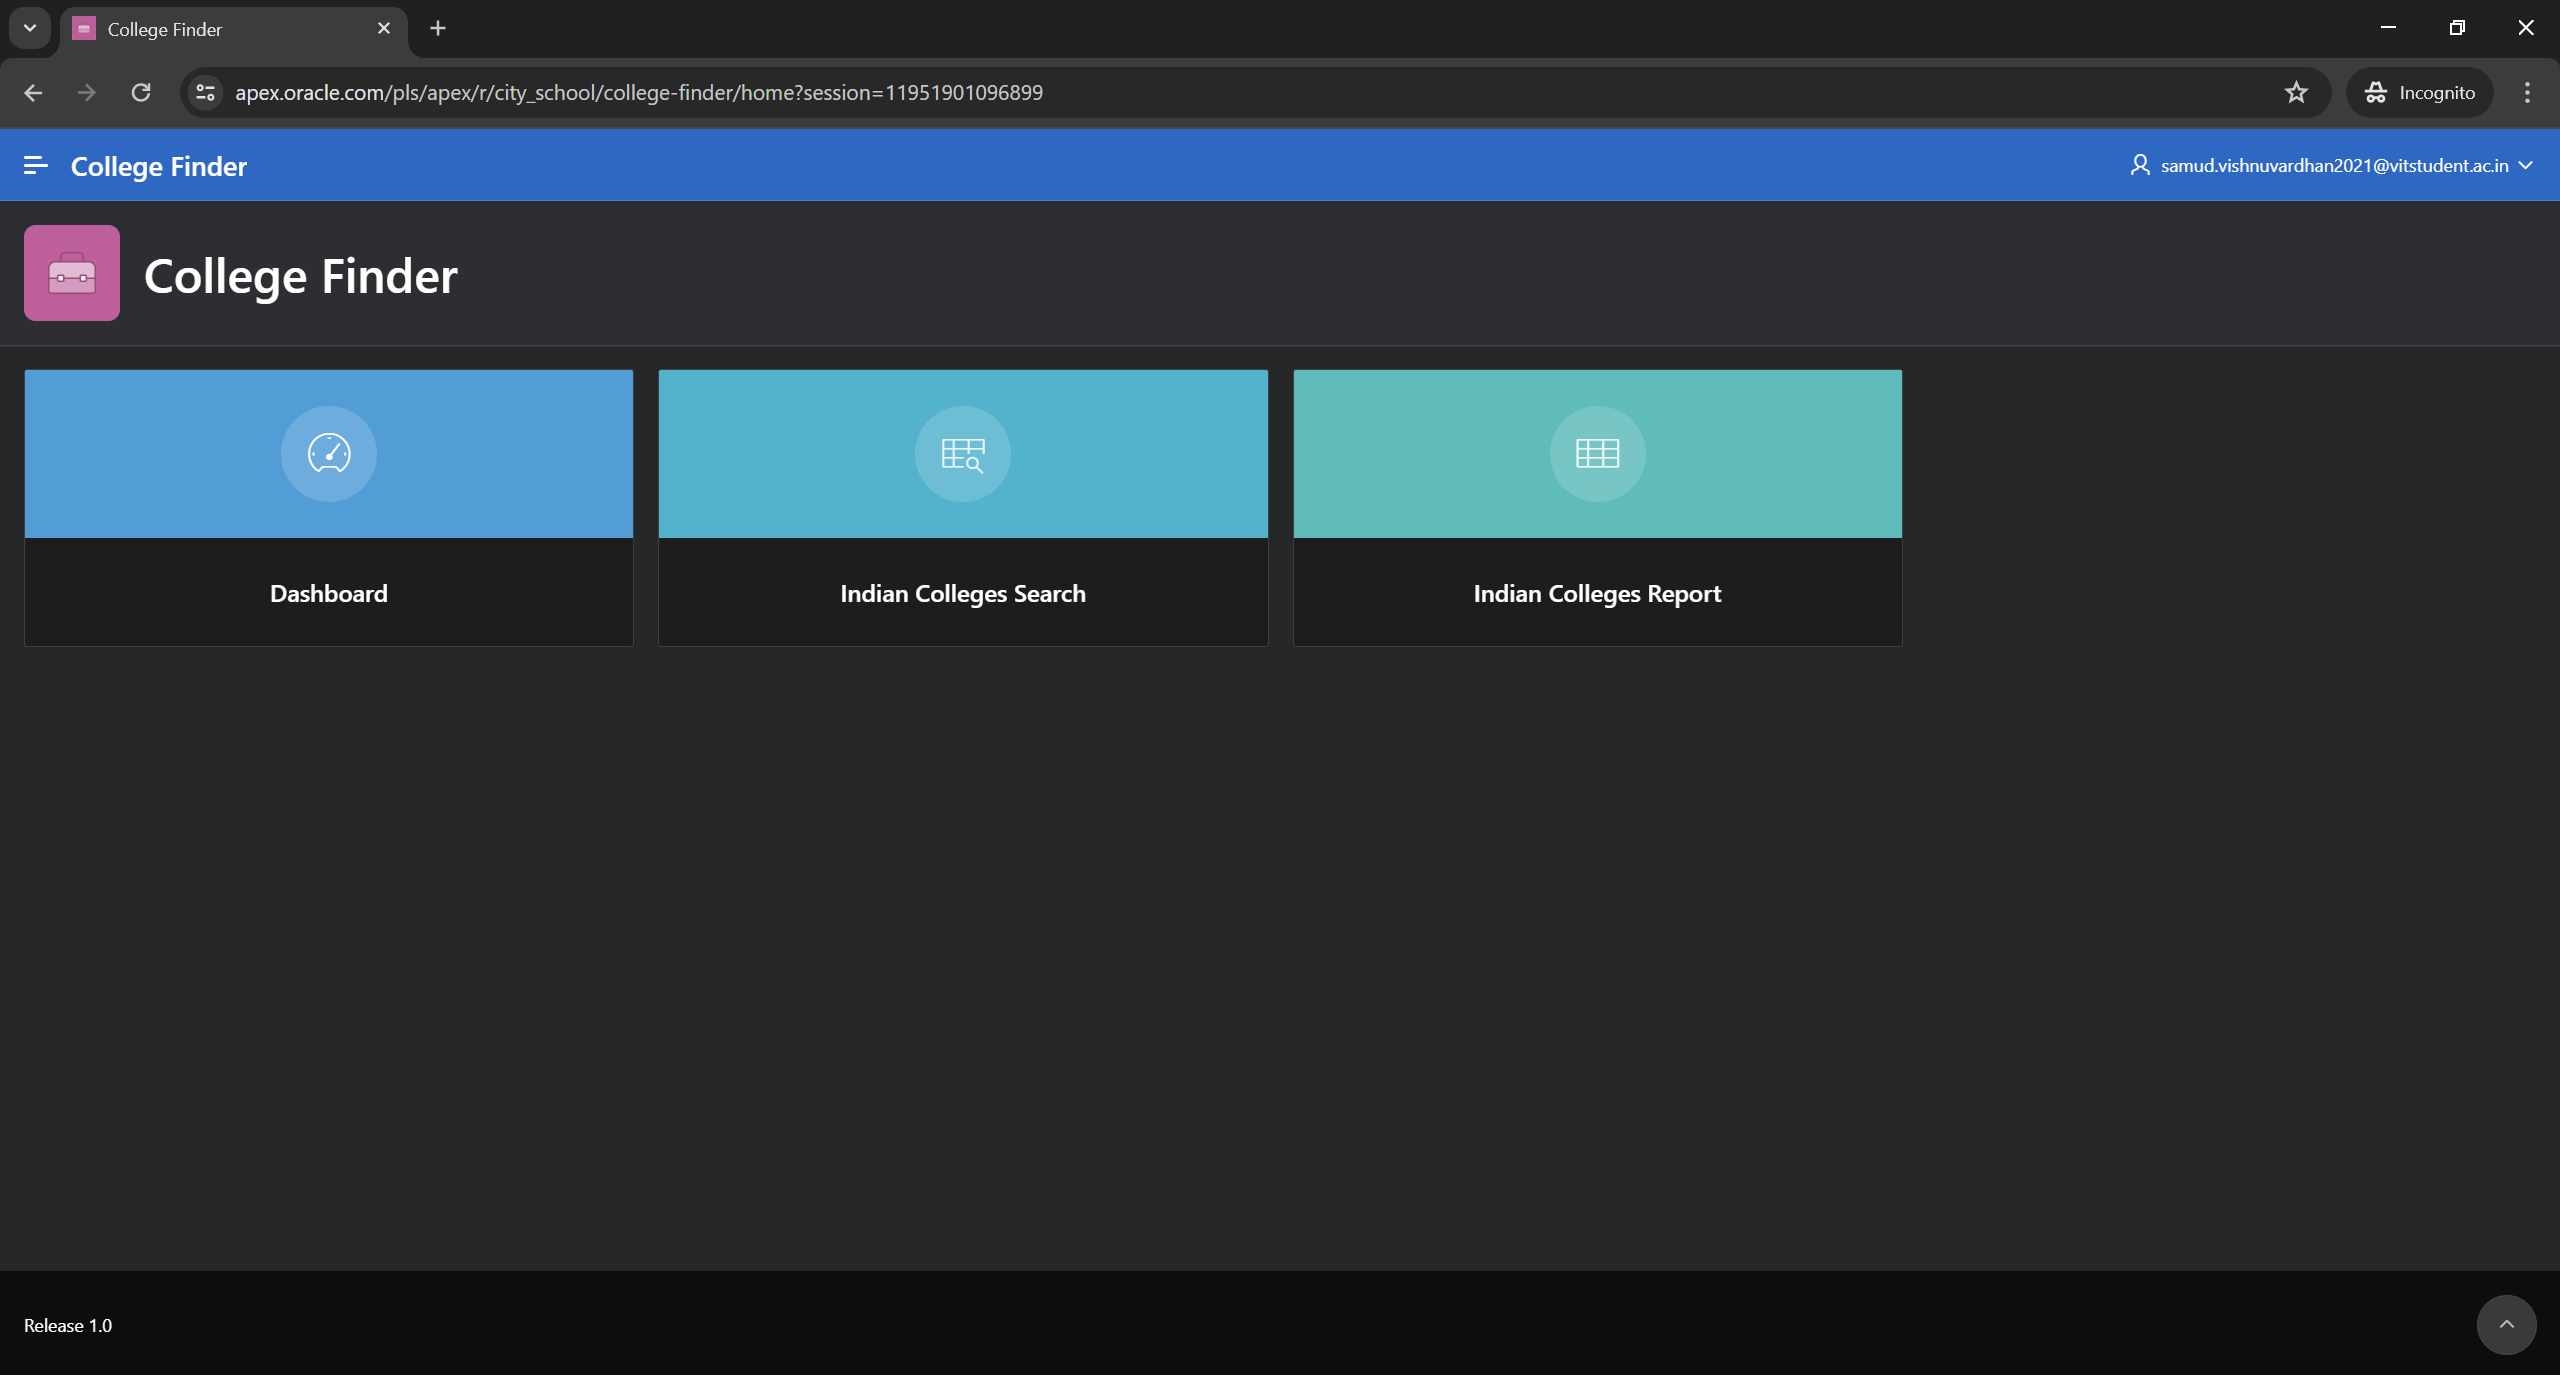 College Finder
apex.oracle.com/pls/apex/r/city_school/college-finder/home?session=11951901096899
Incognito
College Finder
samud.vishnuvardhan2021@vitstudent.ac.in
College Finder
Dashboard
Indian Colleges Search
Indian Colleges Report
Release 1.0